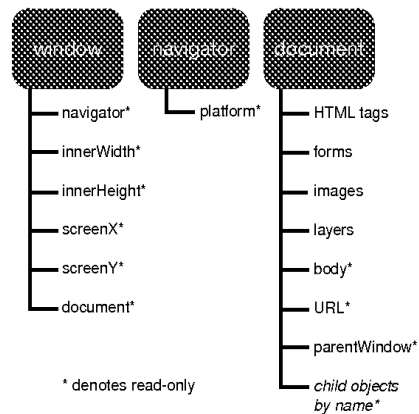 window
navigator*
innerWidth*
innerHeight*
screenX*
screenY*
document*
navigator
platform*
document
HTML tags
forms
images
layers
body*
URL*
parentWindow*
child objects
by name*
* denotes read-only